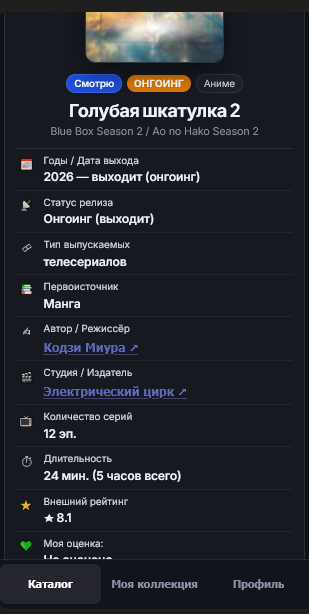 Смотрю ОНГОИНГ Аниме
Голубая шкатулка 2
Blue Box Season 2 / Ao no Hako Season 2
Годы / Дата выхода
2026 — выходит (онгоинг)
Статус релиза
Онгоинг (выходит)
Тип выпускаемых
телесериалов
Первоисточник
Манга
Автор / Режиссёр
Кодзи Миура ↗
Студия / Издатель
Электрический цирк ↗
Количество серий
12 эп.
Длительность
24 мин. (5 часов всего)
Внешний рейтинг
★ 8.1
Моя оценка:
Каталог Моя коллекция Профиль